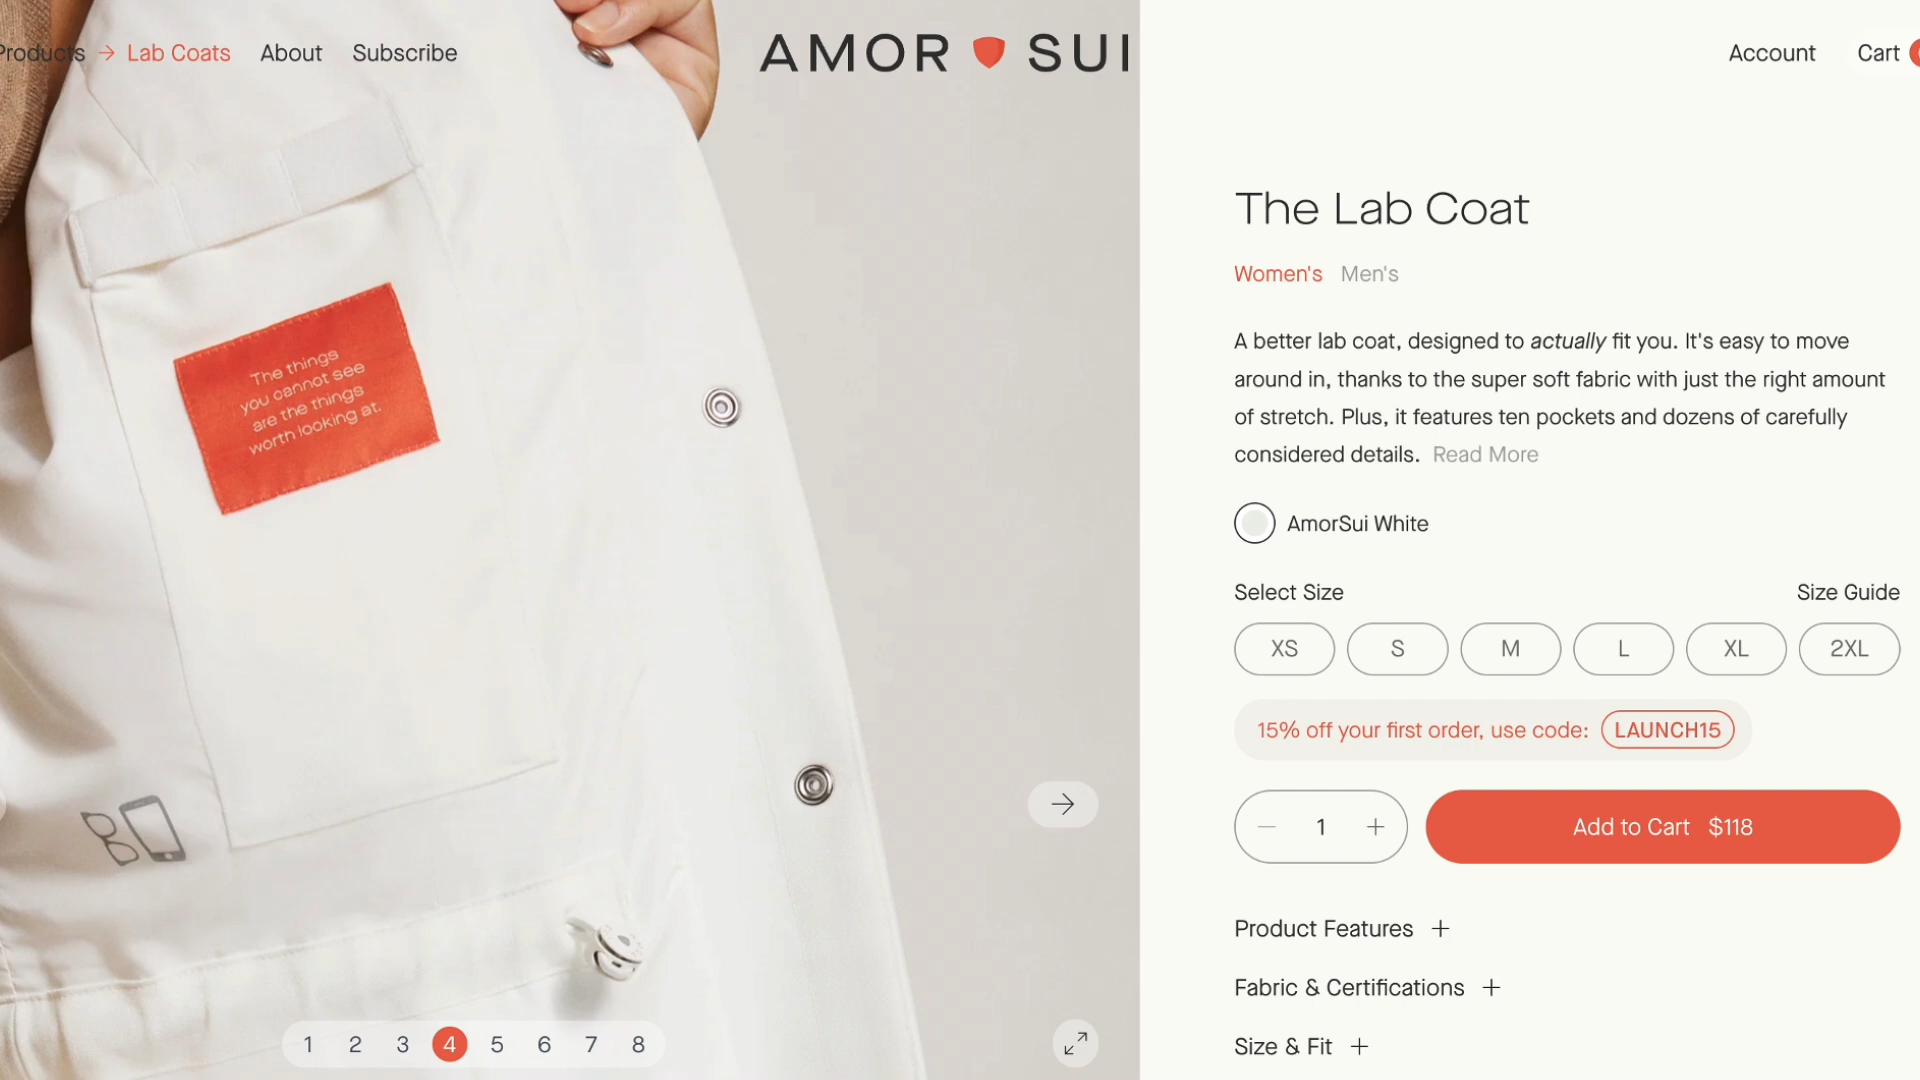 Products → Lab Coats About Subscribe
AMOR SUI
Account Cart
The things
you cannot see
are the things
worth looking at.
1 2 3 4 5 6 7 8
The Lab Coat
Women's Men's
A better lab coat, designed to actually fit you. It's easy to move
around in, thanks to the super soft fabric with just the right amount
of stretch. Plus, it features ten pockets and dozens of carefully
considered details. Read More
AmorSui White
Select Size Size Guide
XS S M L XL 2XL
15% off your first order, use code: LAUNCH15
— 1 +
Add to Cart $118
Product Features +
Fabric & Certifications +
Size & Fit +